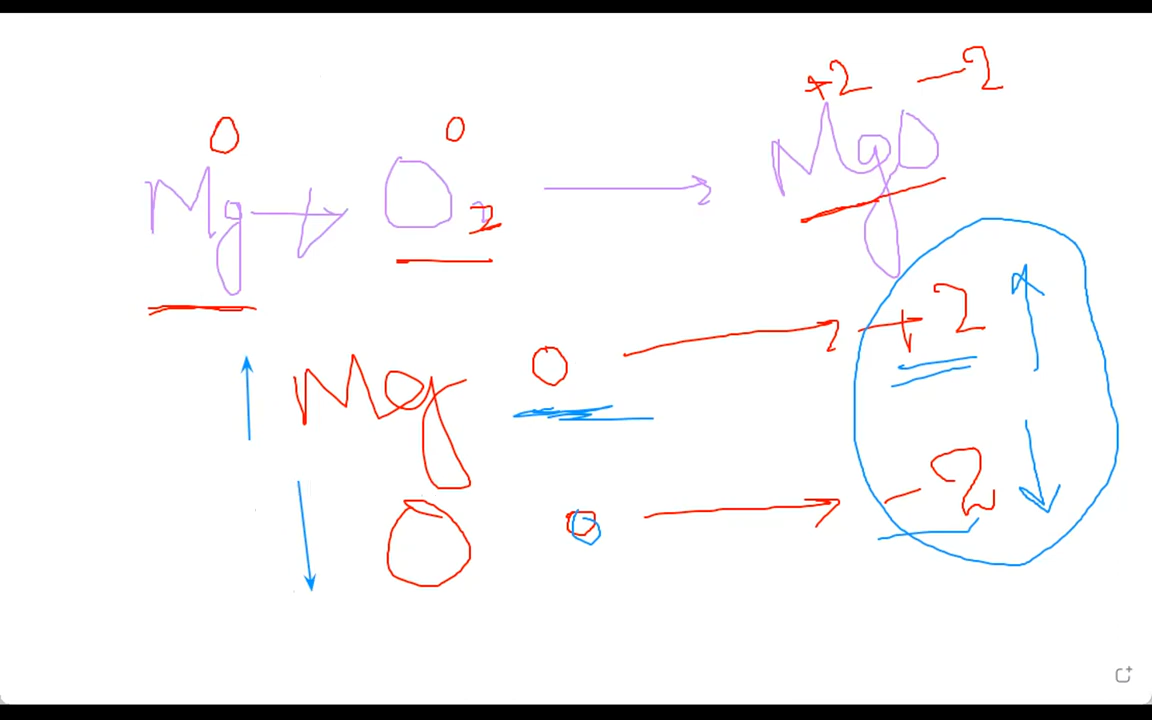 0 0 +2 -2
Mg + O2 → MgO
Mg 0 → +2
O 0 → -2